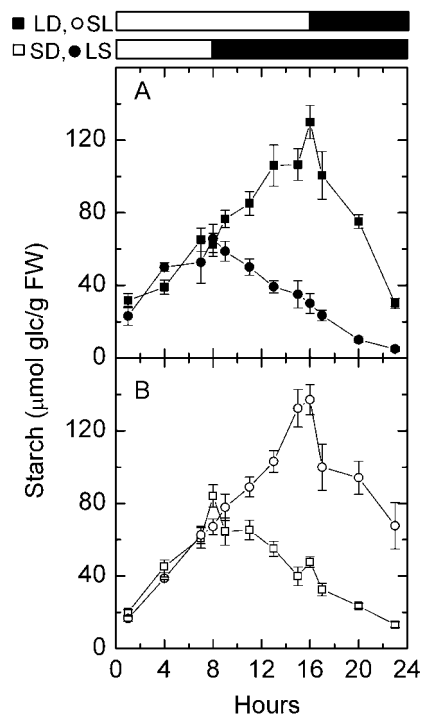 ■ LD, ○ SL
□ SD, ● LS
A
120
80
40
0
B
120
80
40
0
Starch (μmol glc/g FW)
0 4 8 12 16 20 24
Hours